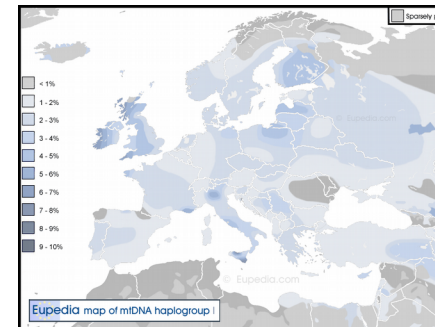 Sparsely
< 1%
1 - 2%
2 - 3%
3 - 4%
4 - 5%
5 - 6%
6 - 7%
7 - 8%
8 - 9%
9 - 10%
© Eupedia.com
© Eupedia.com
Eupedia map of mtDNA haplogroup I